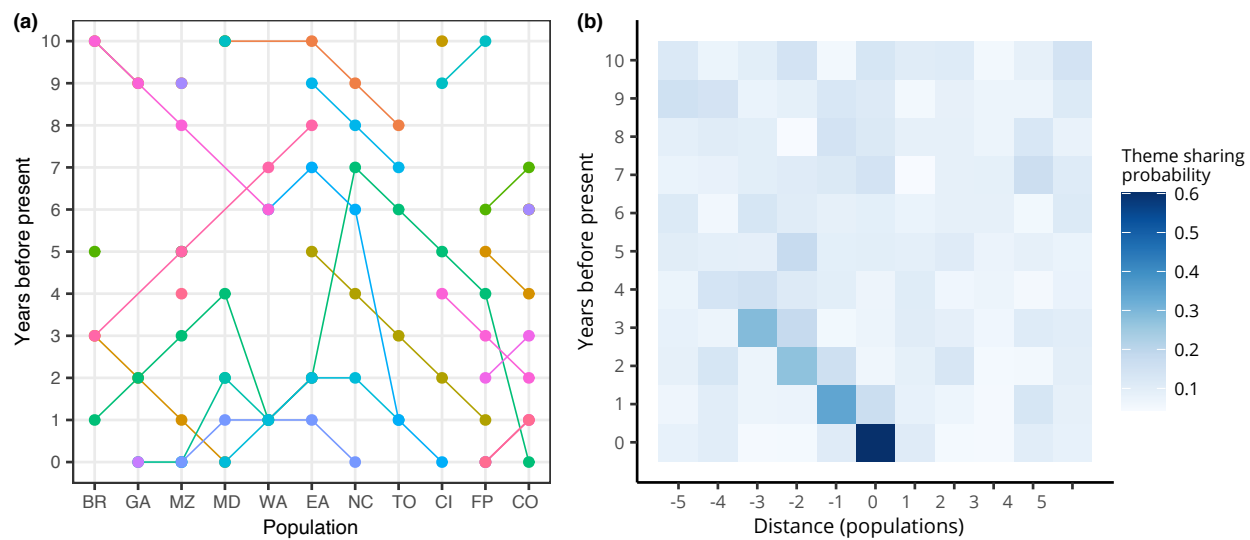 (a)
Years before present
10
9
8
7
6
5
4
3
2
1
0
BR GA MZ MD WA EA NC TO CI FP CO
Population
(b)
Years before present
10
9
8
7
6
5
4
3
2
1
0
-5 -4 -3 -2 -1 0 1 2 3 4 5
Distance (populations)
Theme sharing
probability
0.6
0.5
0.4
0.3
0.2
0.1